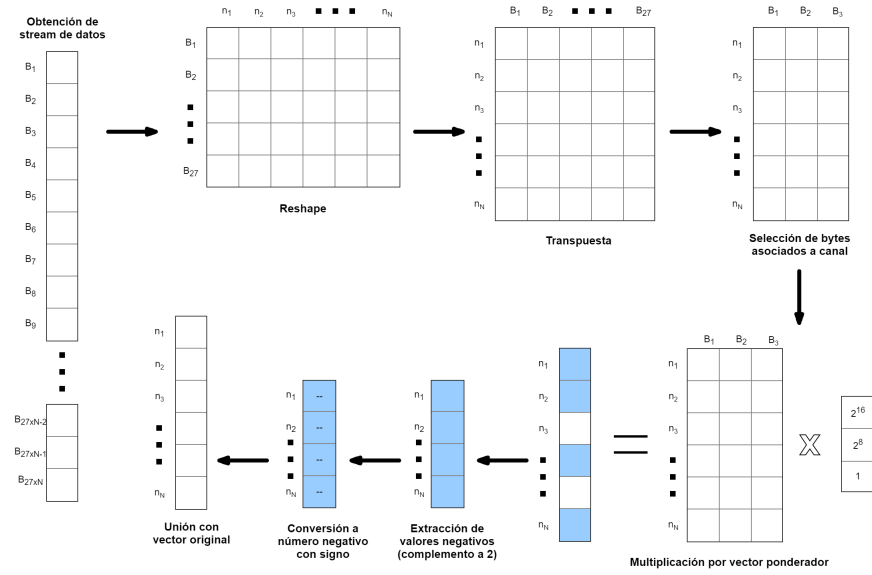 Obtención de
stream de datos
B1
B2
B3
B4
B5
B6
B7
B8
B9
B27xN-2
B27xN-1
B27xN
n1 n2 n3 nN
B1
B2
B27
Reshape
B1 B2 B27
n1
n2
n3
nN
Transpuesta
B1 B2 B3
n1
n2
n3
nN
Selección de bytes
asociados a canal
B1 B2 B3
n1
n2
n3
nN
X
2^16
2^8
1
Multiplicación por vector ponderador
=
n1
n2
n3
nN
n1
n2
nN
Extracción de
valores negativos
(complemento a 2)
n1 --
n2 --
--
nN --
Conversión a
número negativo
con signo
n1
n2
n3
nN
Unión con
vector original